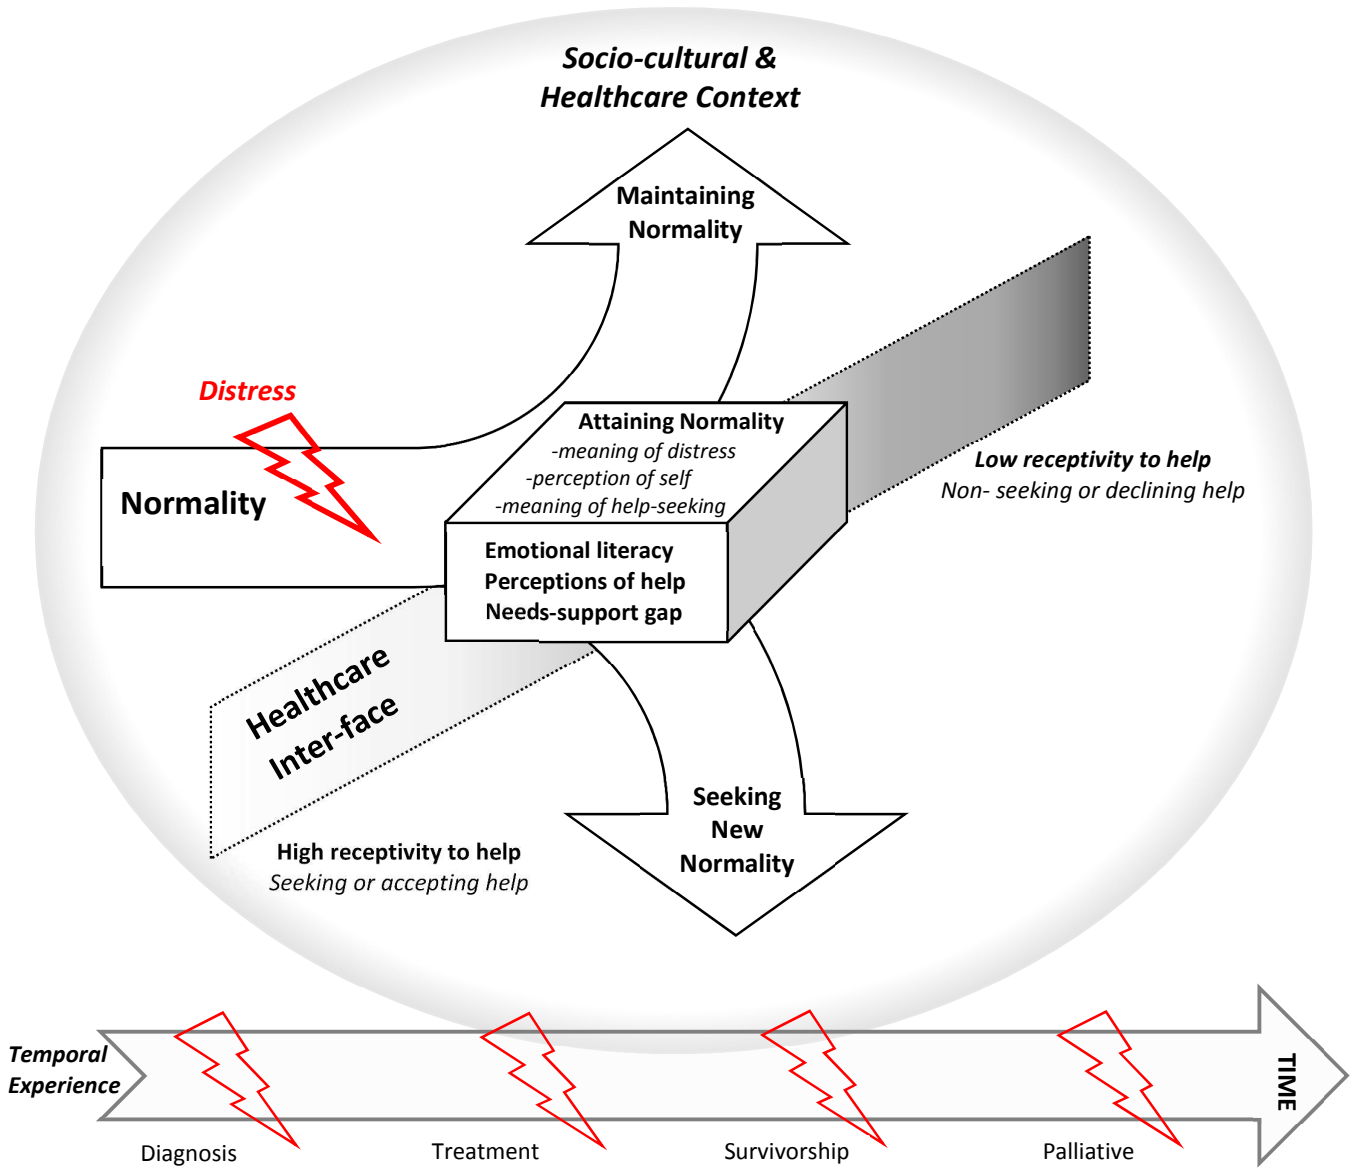 Socio-cultural &
Healthcare Context
Maintaining
Normality
Distress
Normality
Attaining Normality
-meaning of distress
-perception of self
-meaning of help-seeking
Emotional literacy
Perceptions of help
Needs-support gap
Low receptivity to help
Non- seeking or declining help
Healthcare
Inter-face
High receptivity to help
Seeking or accepting help
Seeking
New
Normality
Temporal
Experience
TIME
Diagnosis
Treatment
Survivorship
Palliative